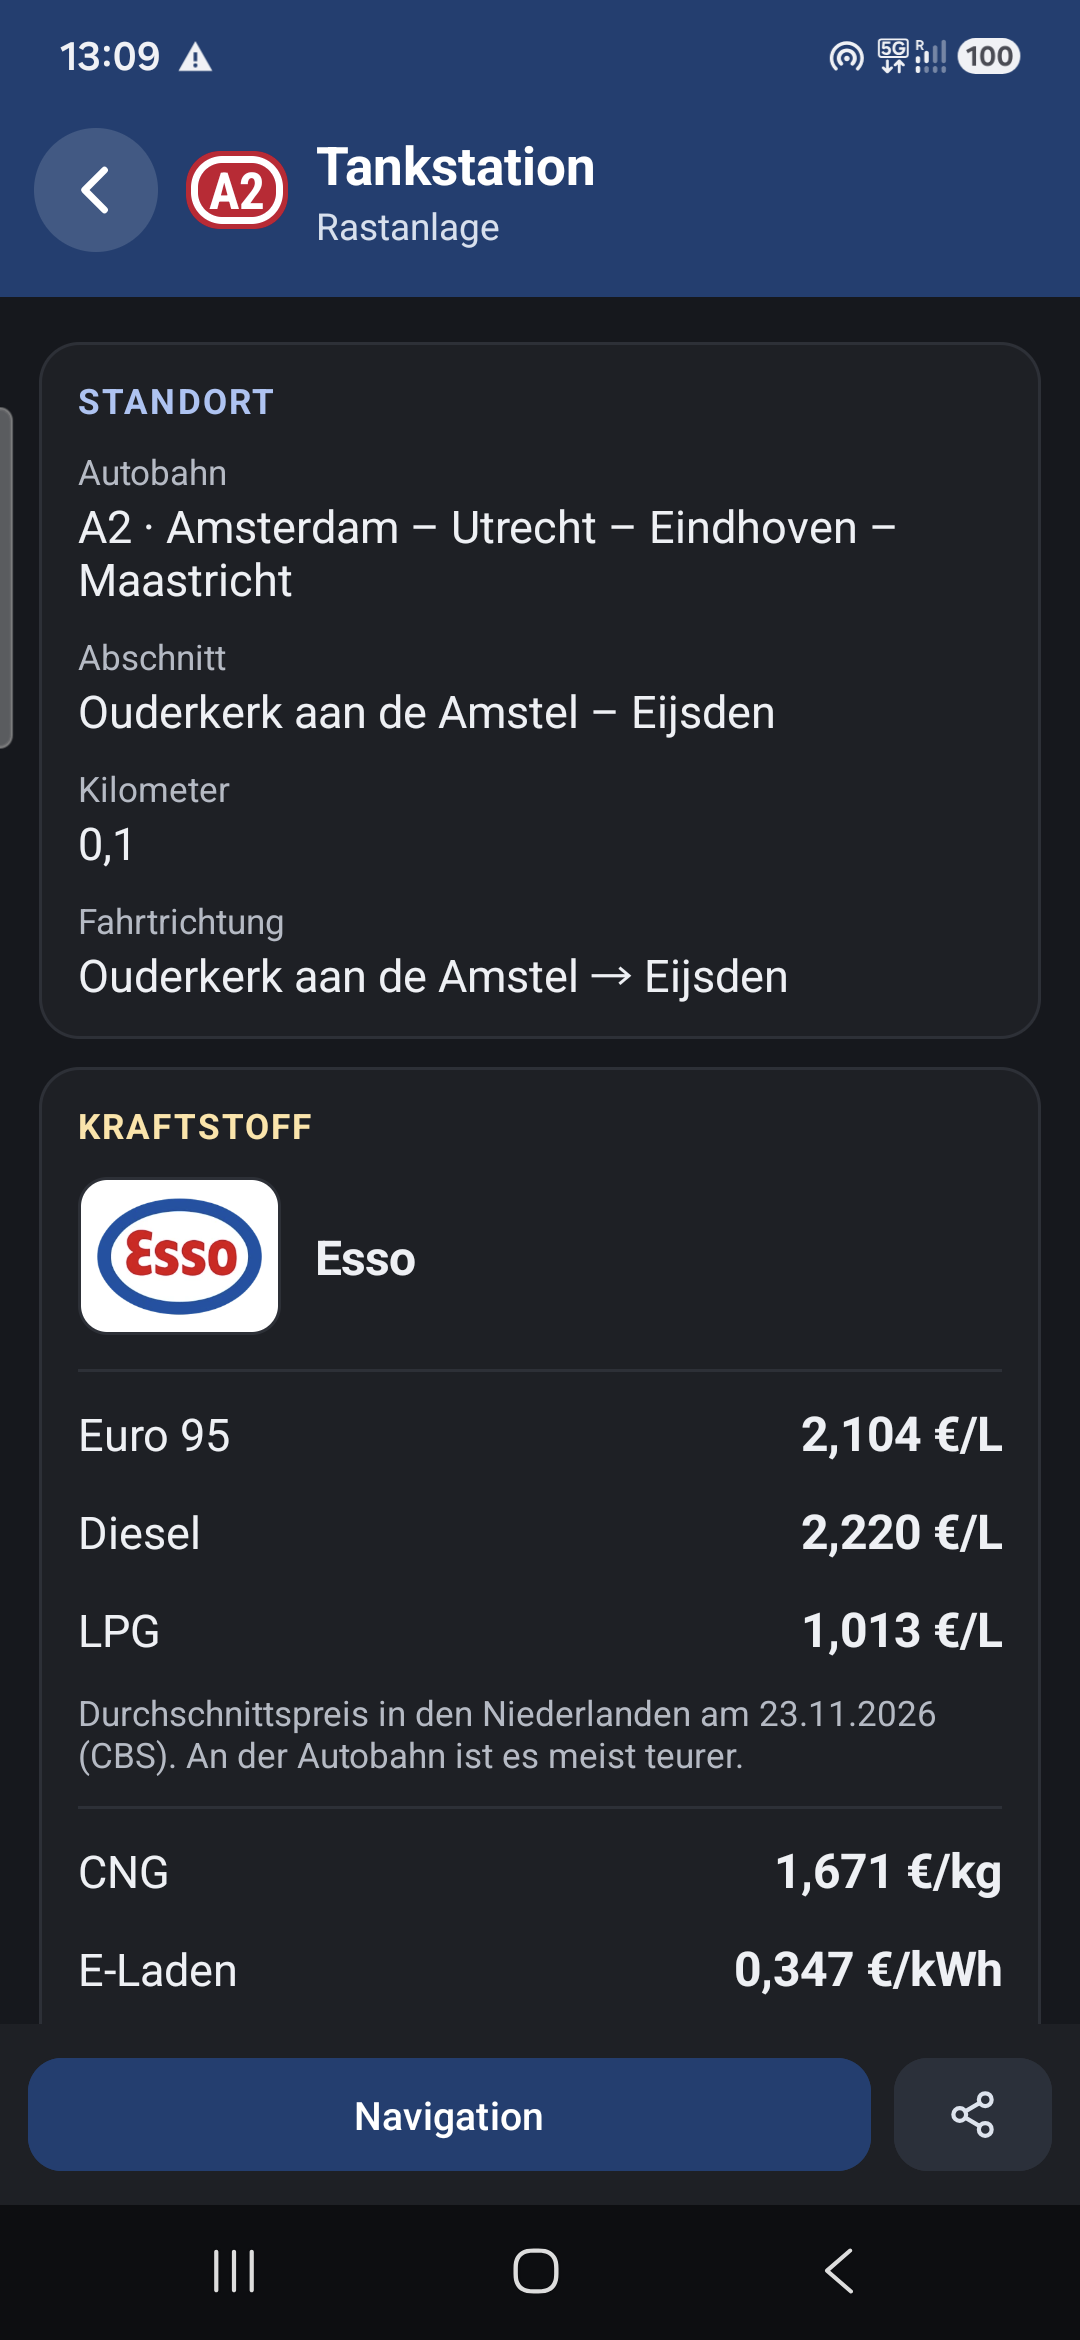 13:09
5G
R
100
A2
Tankstation
Rastanlage
STANDORT
Autobahn
A2 · Amsterdam – Utrecht – Eindhoven –
Maastricht
Abschnitt
Ouderkerk aan de Amstel – Eijsden
Kilometer
0,1
Fahrtrichtung
Ouderkerk aan de Amstel → Eijsden
KRAFTSTOFF
Esso
Esso
Euro 95 2,104 €/L
Diesel 2,220 €/L
LPG 1,013 €/L
Durchschnittspreis in den Niederlanden am 23.11.2026
(CBS). An der Autobahn ist es meist teurer.
CNG 1,671 €/kg
E-Laden 0,347 €/kWh
Navigation